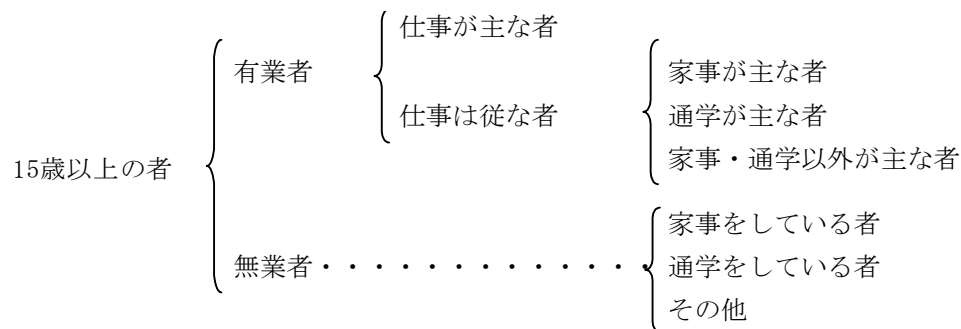 仕事が主な者
有業者
家事が主な者
仕事は従な者
通学が主な者
15歳以上の者
家事・通学以外が主な者
家事をしている者
無業者・・・・・・・・・・・・・
通学をしている者
その他